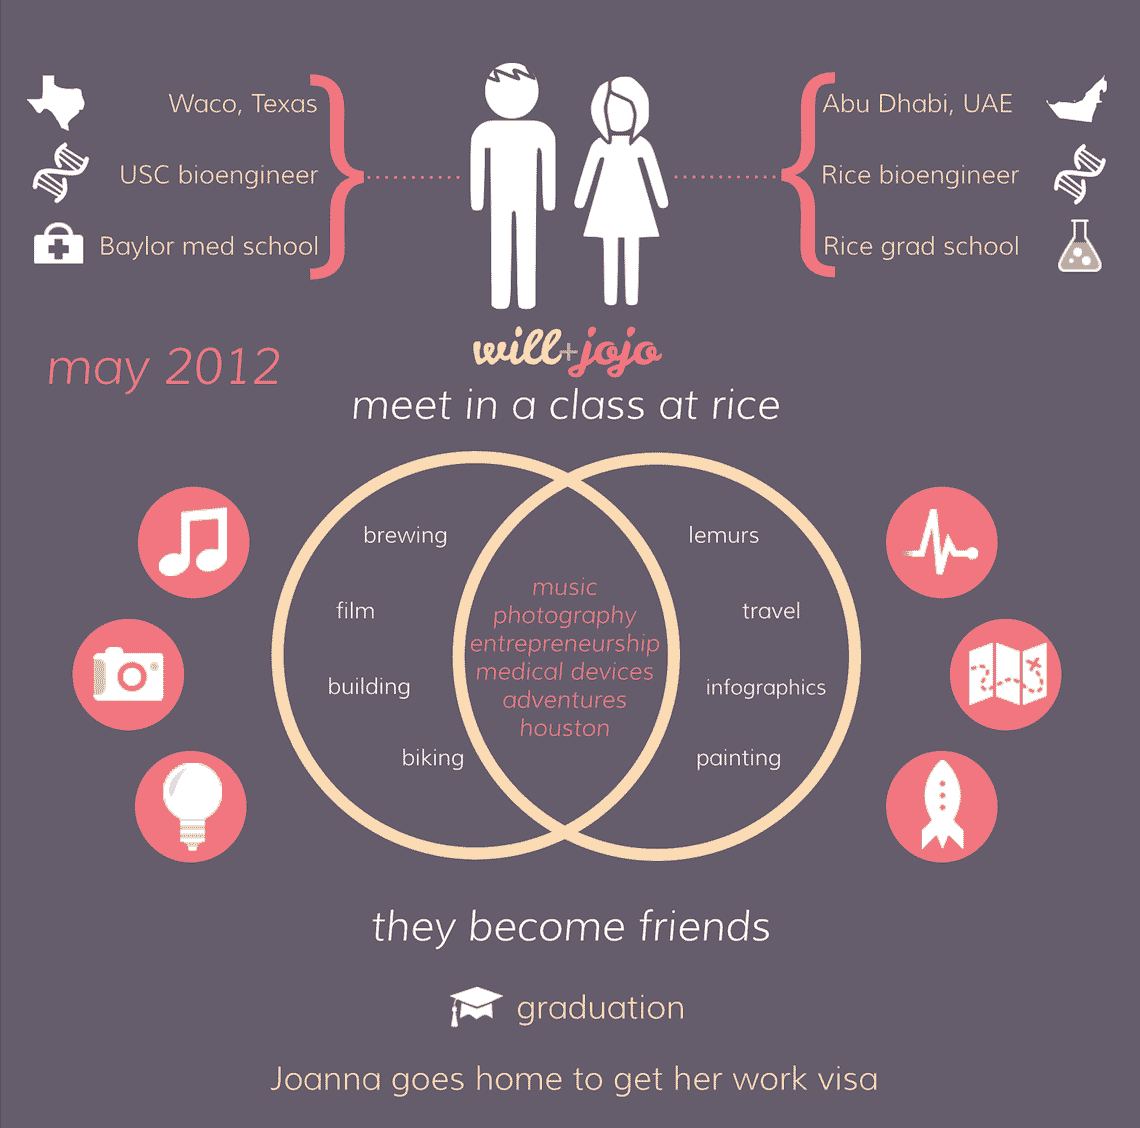 Waco, Texas
USC bioengineer
Baylor med school
Abu Dhabi, UAE
Rice bioengineer
Rice grad school
will+jojo
may 2012
meet in a class at rice
brewing
film
building
biking
music
photography
entrepreneurship
medical devices
adventures
houston
lemurs
travel
infographics
painting
they become friends
graduation
Joanna goes home to get her work visa